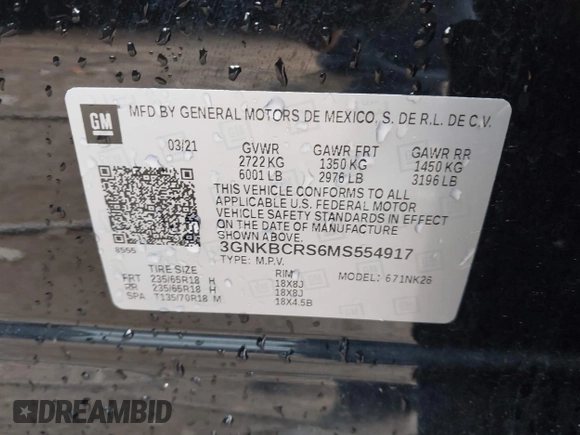 GM
MFD BY GENERAL MOTORS DE MEXICO, S. DE R.L. DE C.V.
03/21 GVWR GAWR FRT GAWR RR
2722 KG 1350 KG 1450 KG
6001 LB 2976 LB 3196 LB
THIS VEHICLE CONFORMS TO ALL
APPLICABLE U.S. FEDERAL MOTOR
VEHICLE SAFETY STANDARDS IN EFFECT
ON THE DATE OF MANUFACTURE
SHOWN ABOVE.
3GNKBCRS6MS554917
TYPE: M.P.V. MODEL: 671NK26
TIRE SIZE RIM
FRT 235/65R18 H 18X8J
RR 235/65R18 H 18X8J
SPA T135/70R18 M 18X4.5B
DREAMBID